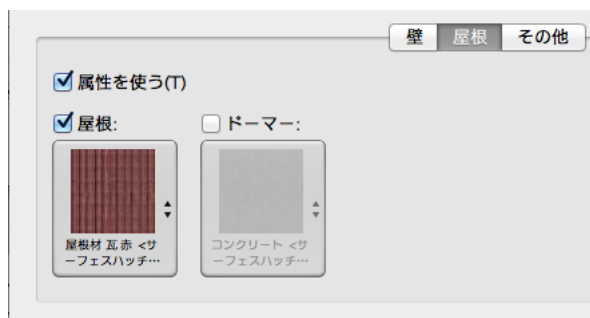 壁 屋根 その他
属性を使う(T)
屋根: ドーマー:
屋根材 瓦 赤 <サ
ーフェスハッチ…
コンクリート <サ
ーフェスハッチ…